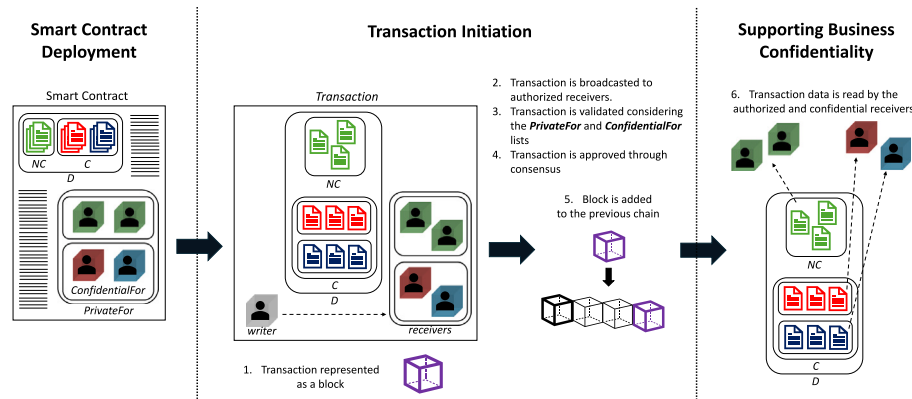 Smart Contract
Deployment
Smart Contract
NC
C
D
ConfidentialFor
PrivateFor
Transaction Initiation
Transaction
NC
C
D
writer
receivers
1. Transaction represented
as a block
2. Transaction is broadcasted to
authorized receivers.
3. Transaction is validated considering
the PrivateFor and ConfidentialFor
lists
4. Transaction is approved through
consensus
5. Block is added
to the previous chain
Supporting Business
Confidentiality
6. Transaction data is read by the
authorized and confidential receivers
NC
C
D